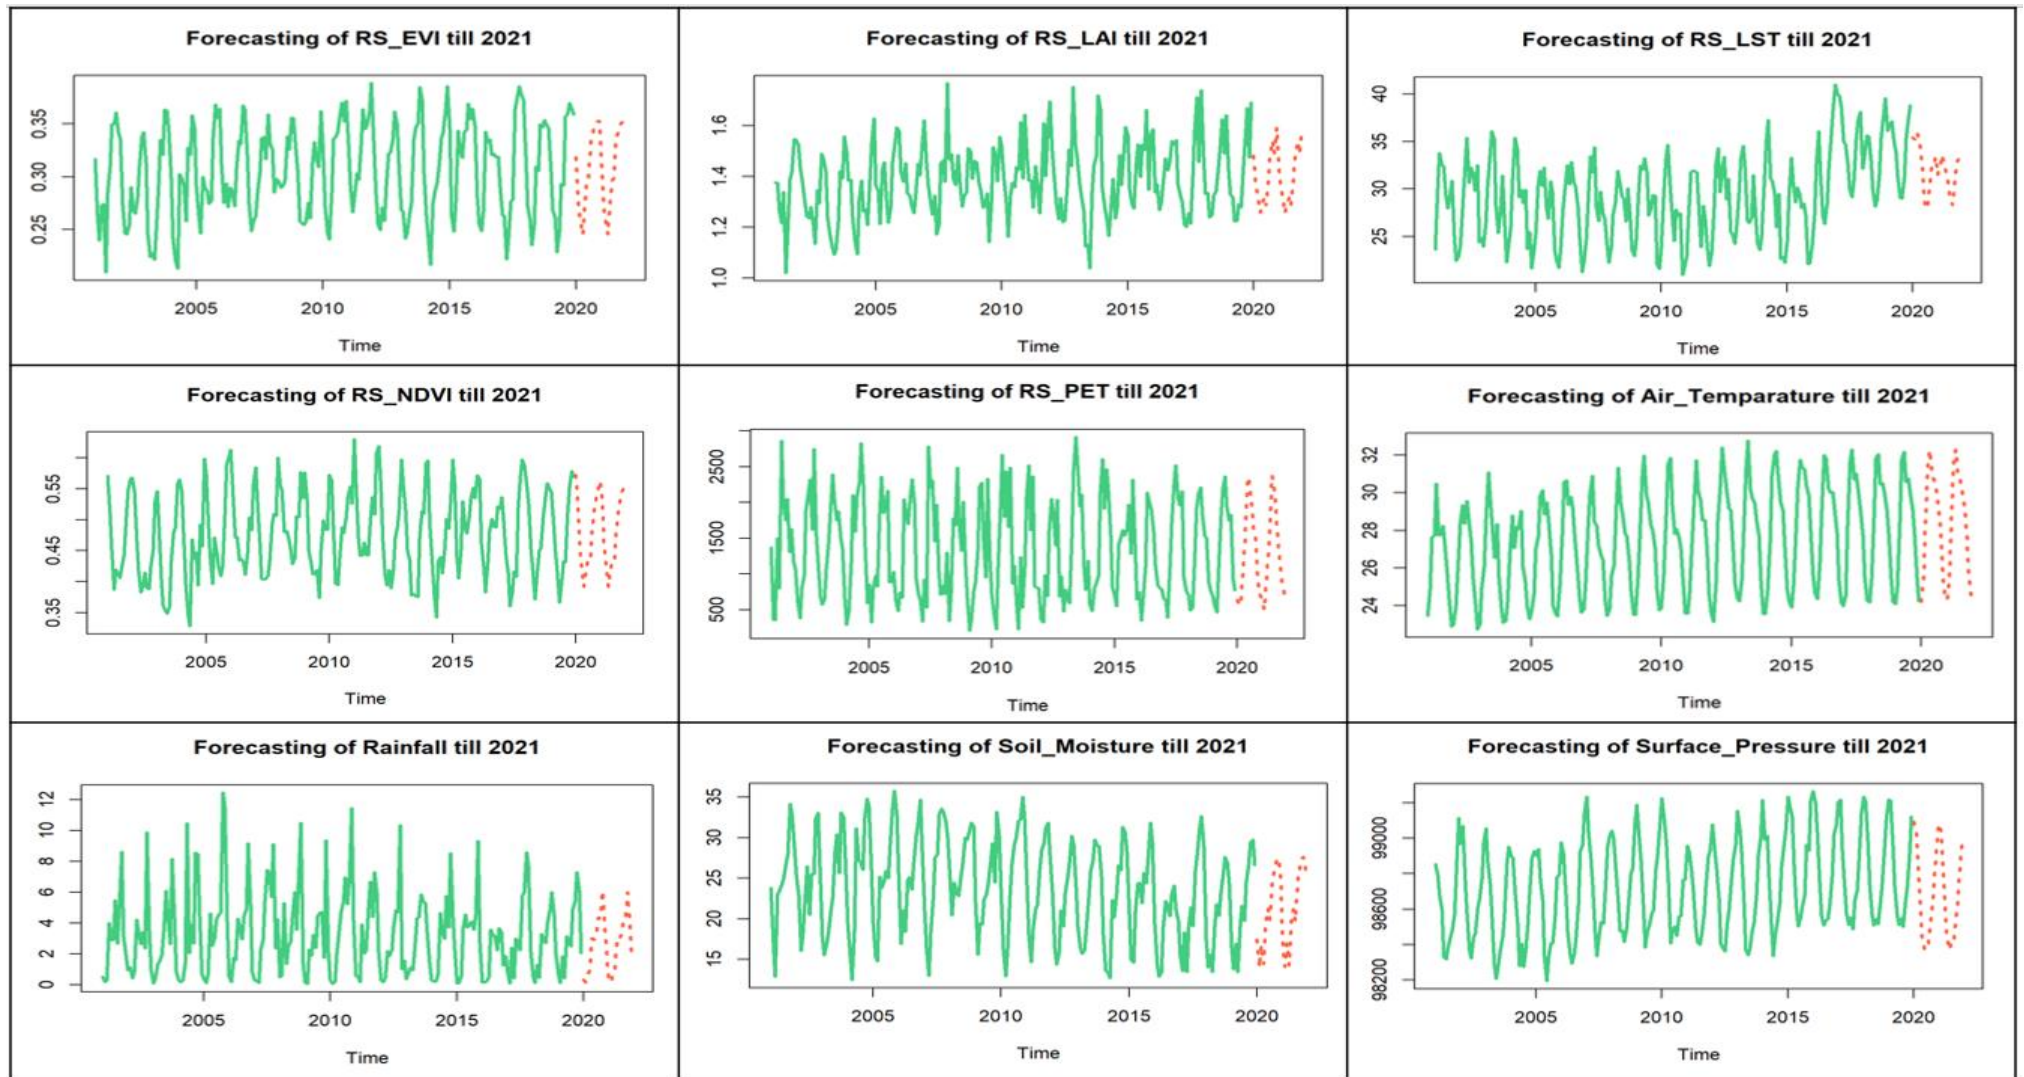 Forecasting of RS_EVI till 2021
0.35
0.30
0.25
2005 2010 2015 2020
Time
Forecasting of RS_LAI till 2021
1.6
1.4
1.2
1.0
2005 2010 2015 2020
Time
Forecasting of RS_LST till 2021
40
35
30
25
2005 2010 2015 2020
Time
Forecasting of RS_NDVI till 2021
0.55
0.45
0.35
2005 2010 2015 2020
Time
Forecasting of RS_PET till 2021
2500
1500
500
2005 2010 2015 2020
Time
Forecasting of Air_Temparature till 2021
32
30
28
26
24
2005 2010 2015 2020
Time
Forecasting of Rainfall till 2021
12
10
8
6
4
2
0
2005 2010 2015 2020
Time
Forecasting of Soil_Moisture till 2021
35
30
25
20
15
2005 2010 2015 2020
Time
Forecasting of Surface_Pressure till 2021
99000
98600
98200
2005 2010 2015 2020
Time